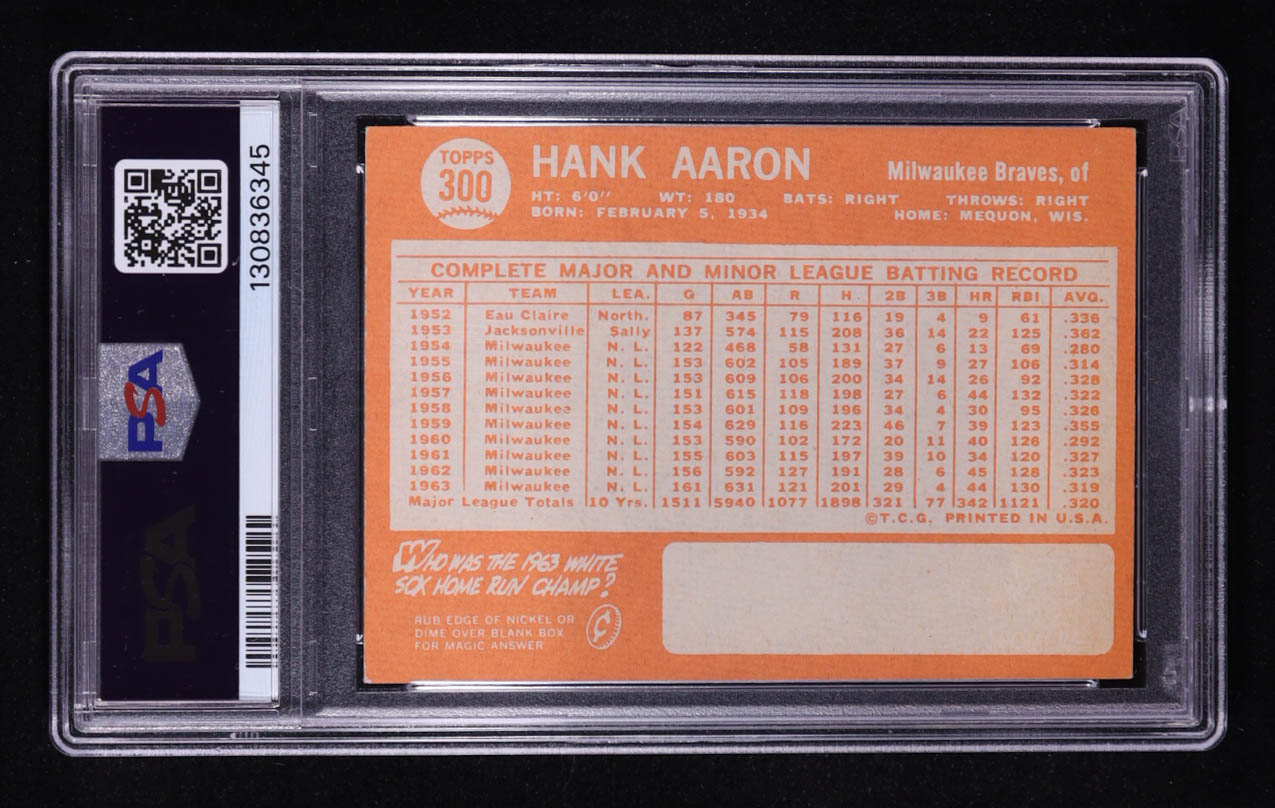 130836345
PSA
PSA
TOPPS
300
HANK AARON
Milwaukee Braves, of
HT: 6'0" WT: 180 BATS: RIGHT THROWS: RIGHT
BORN: FEBRUARY 5, 1934 HOME: MEQUON, WIS.
COMPLETE MAJOR AND MINOR LEAGUE BATTING RECORD
YEAR TEAM LEA. G AB R H 2B 3B HR RBI AVG.
1952 Eau Claire North. 87 345 79 116 19 4 9 61 .336
1953 Jacksonville Sally 137 574 115 208 36 14 22 125 .362
1954 Milwaukee N. L. 122 468 58 131 27 6 13 69 .280
1955 Milwaukee N. L. 153 602 105 189 37 9 27 106 .314
1956 Milwaukee N. L. 153 609 106 200 34 14 26 92 .328
1957 Milwaukee N. L. 151 615 118 198 27 6 44 132 .322
1958 Milwaukee N. L. 153 601 109 196 34 4 30 95 .326
1959 Milwaukee N. L. 154 629 116 223 46 7 39 123 .355
1960 Milwaukee N. L. 153 590 102 172 20 11 40 126 .292
1961 Milwaukee N. L. 155 603 115 197 39 10 34 120 .327
1962 Milwaukee N. L. 156 592 127 191 28 6 45 128 .323
1963 Milwaukee N. L. 161 631 121 201 29 4 44 130 .319
Major League Totals 10 Yrs. 1511 5940 1077 1898 321 77 342 1121 .320
©T.C.G. PRINTED IN U.S.A.
WHO WAS THE 1963 WHITE
SOX HOME RUN CHAMP?
RUB EDGE OF NICKEL OR
DIME OVER BLANK BOX
FOR MAGIC ANSWER